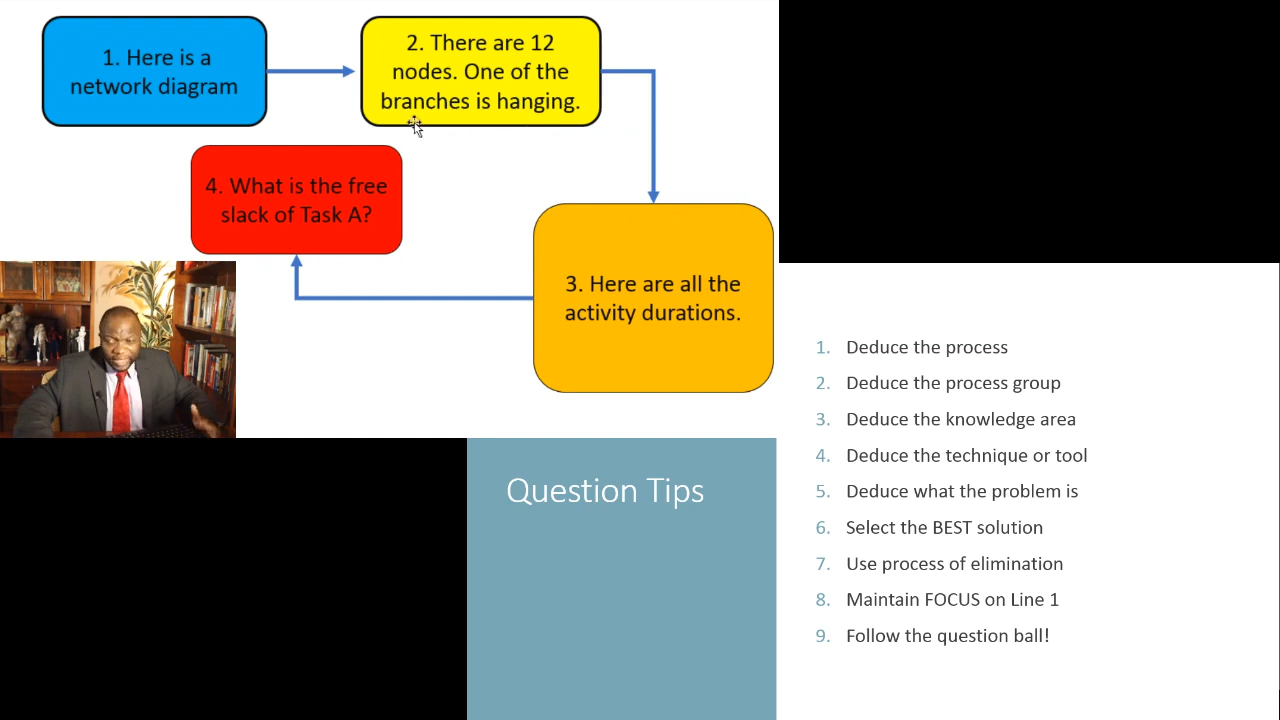 1. Here is a
network diagram
2. There are 12
nodes. One of the
branches is hanging.
3. Here are all the
activity durations.
4. What is the free
slack of Task A?
Question Tips
1. Deduce the process
2. Deduce the process group
3. Deduce the knowledge area
4. Deduce the technique or tool
5. Deduce what the problem is
6. Select the BEST solution
7. Use process of elimination
8. Maintain FOCUS on Line 1
9. Follow the question ball!